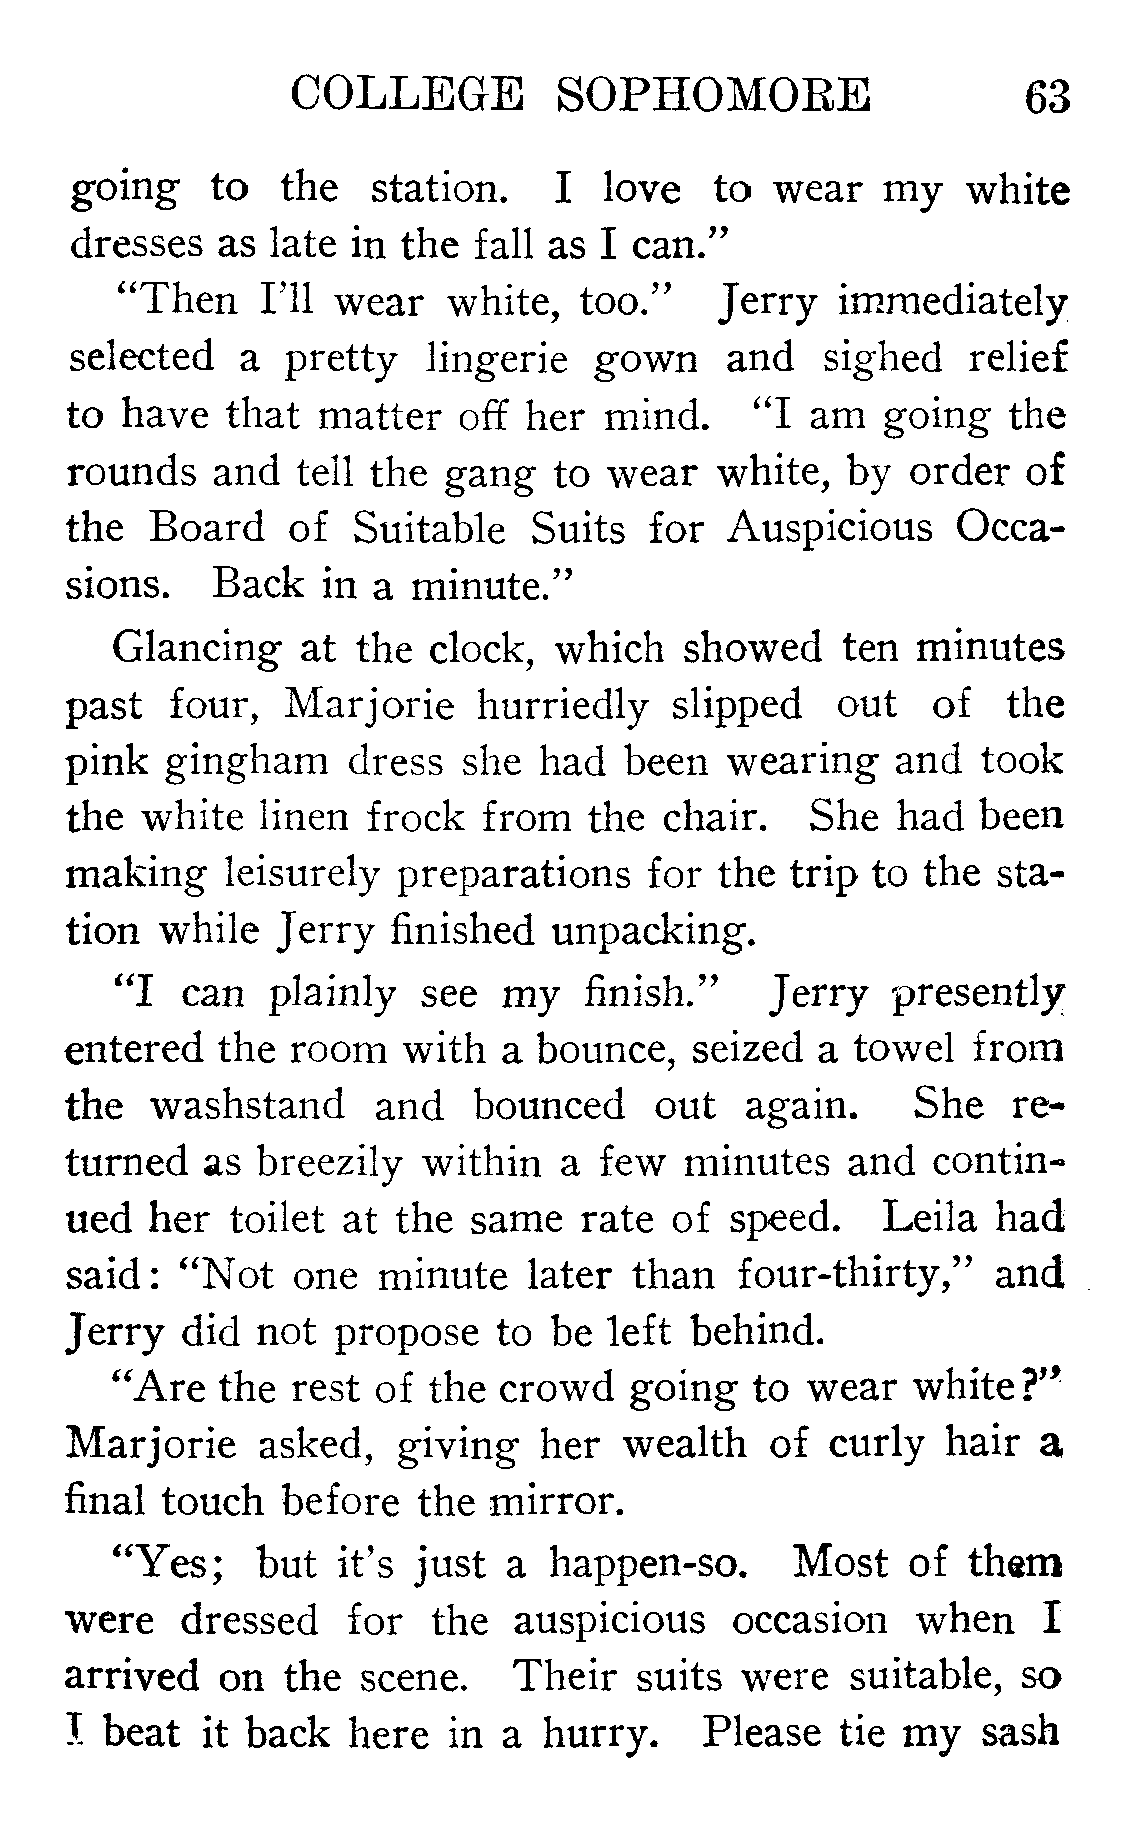 COLLEGE SOPHOMORE 63
going to the station. I love to wear my white
dresses as late in the fall as I can.”
“Then I’ll wear white, too.” Jerry immediately
selected a pretty lingerie gown and sighed relief
to have that matter off her mind. “I am going the
rounds and tell the gang to wear white, by order of
the Board of Suitable Suits for Auspicious Occa-
sions. Back in a minute.”
Glancing at the clock, which showed ten minutes
past four, Marjorie hurriedly slipped out of the
pink gingham dress she had been wearing and took
the white linen frock from the chair. She had been
making leisurely preparations for the trip to the sta-
tion while Jerry finished unpacking.
“I can plainly see my finish.” Jerry presently
entered the room with a bounce, seized a towel from
the washstand and bounced out again. She re-
turned as breezily within a few minutes and contin-
ued her toilet at the same rate of speed. Leila had
said: “Not one minute later than four-thirty,” and
Jerry did not propose to be left behind.
“Are the rest of the crowd going to wear white?”
Marjorie asked, giving her wealth of curly hair a
final touch before the mirror.
“Yes; but it’s just a happen-so. Most of them
were dressed for the auspicious occasion when I
arrived on the scene. Their suits were suitable, so
I beat it back here in a hurry. Please tie my sash